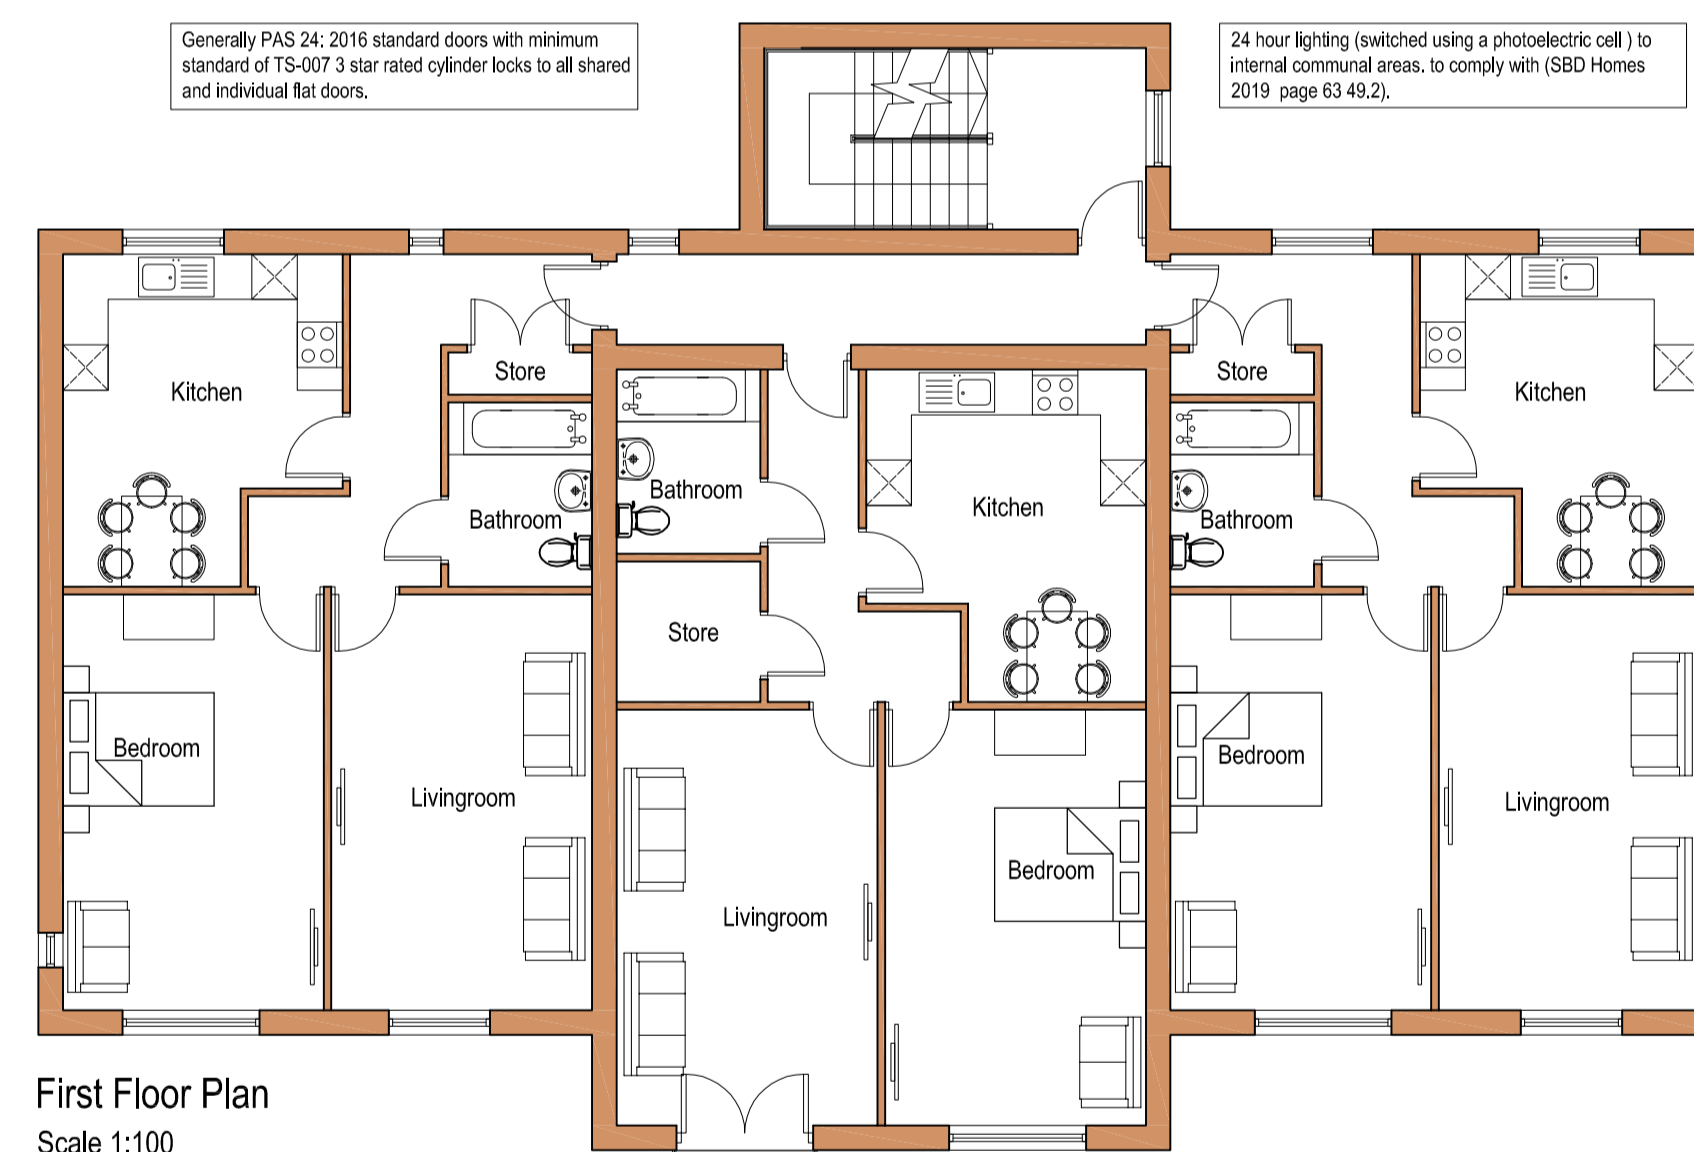 Generally PAS 24: 2016 standard doors with minimum
standard of TS-007 3 star rated cylinder locks to all shared
and individual flat doors.
24 hour lighting (switched using a photoelectric cell ) to
internal communal areas. to comply with (SBD Homes
2019 page 63 49.2).
Kitchen
Store
Bathroom
Bedroom
Livingroom
Bathroom
Store
Kitchen
Livingroom
Bedroom
Store
Kitchen
Bathroom
Bedroom
Livingroom
First Floor Plan
Scale 1:100